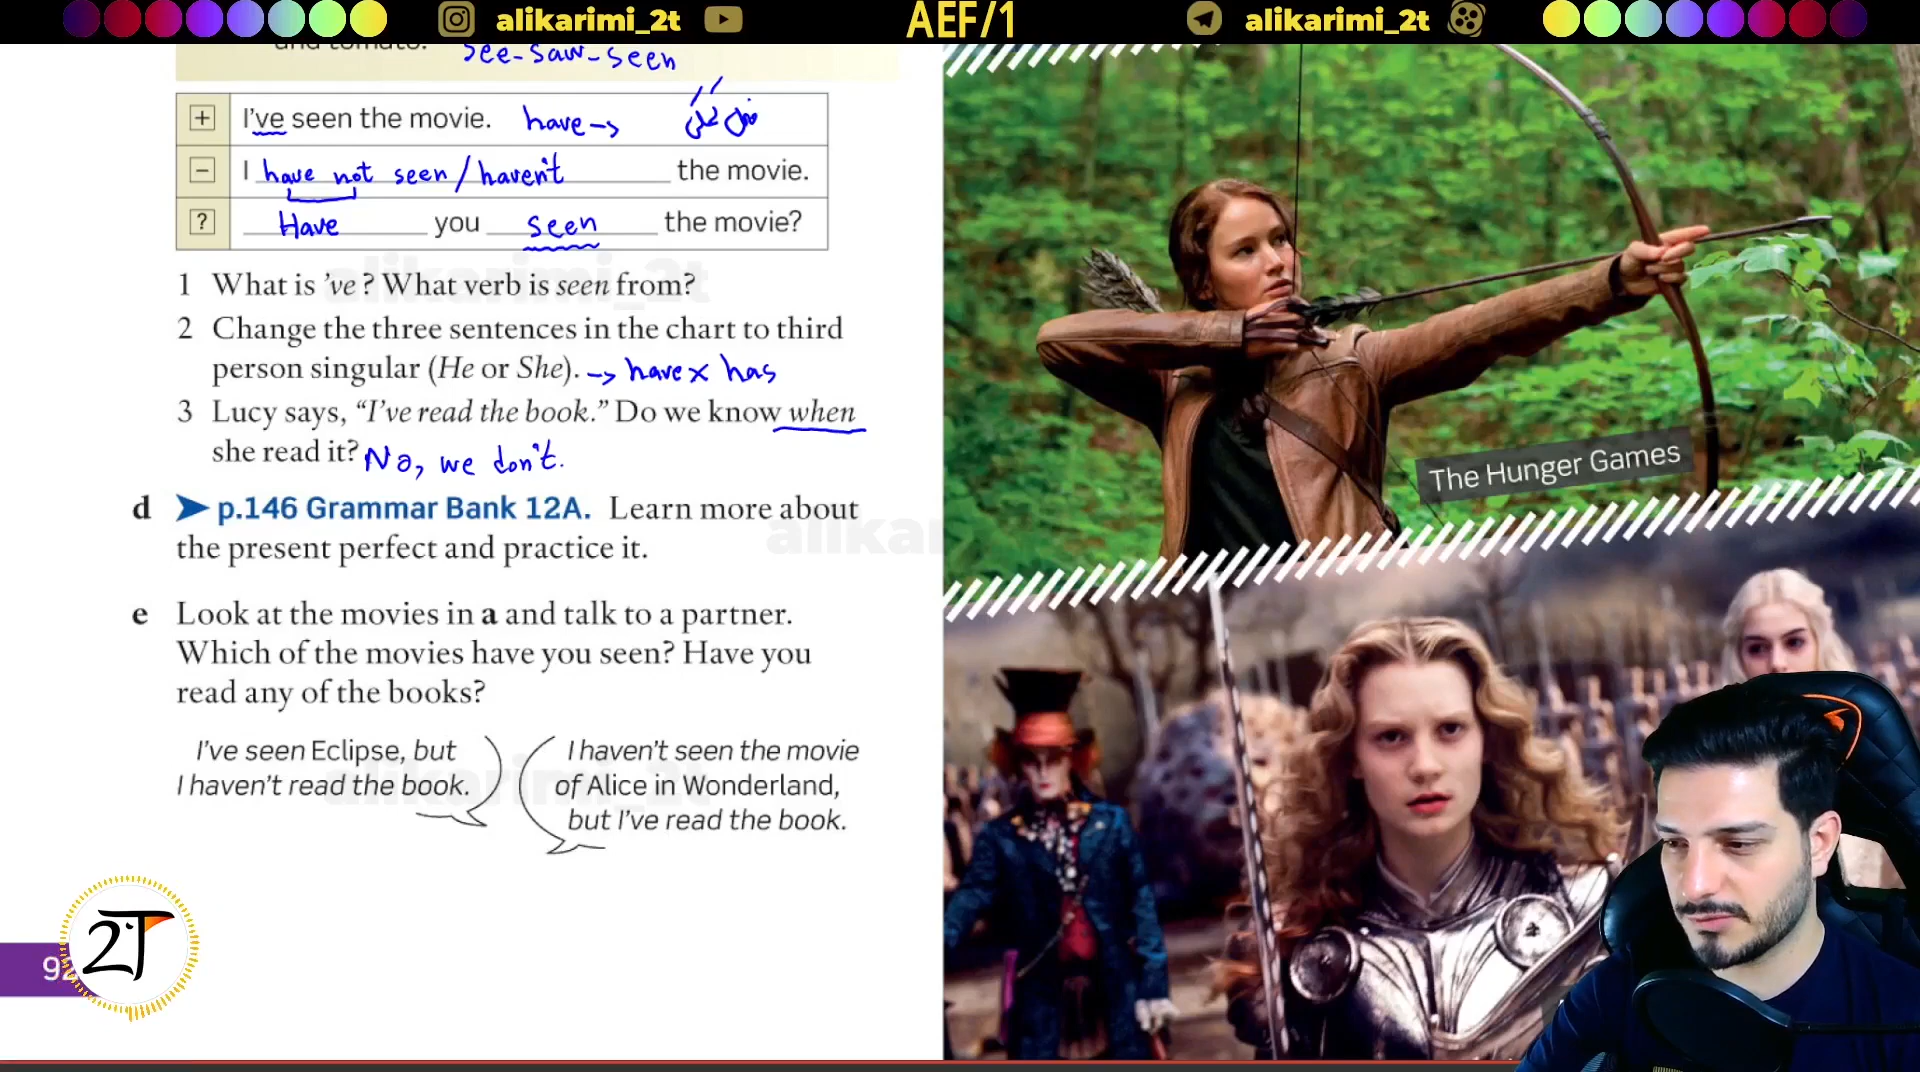 alikarimi_2t
AEF/1
alikarimi_2t
and tomato. see-saw-seen
+ I've seen the movie. have→ فعل کمکی
− I have not seen / haven't the movie.
? Have you seen the movie?
1 What is 've? What verb is seen from?
2 Change the three sentences in the chart to third
person singular (He or She). → have× has
3 Lucy says, “I've read the book.” Do we know when
she read it? No, we don't.
d ➤ p.146 Grammar Bank 12A. Learn more about
the present perfect and practice it.
e Look at the movies in a and talk to a partner.
Which of the movies have you seen? Have you
read any of the books?
I've seen Eclipse, but
I haven't read the book.
I haven't seen the movie
of Alice in Wonderland,
but I've read the book.
The Hunger Games
2T
alikarimi_2t
alikarimi_2t